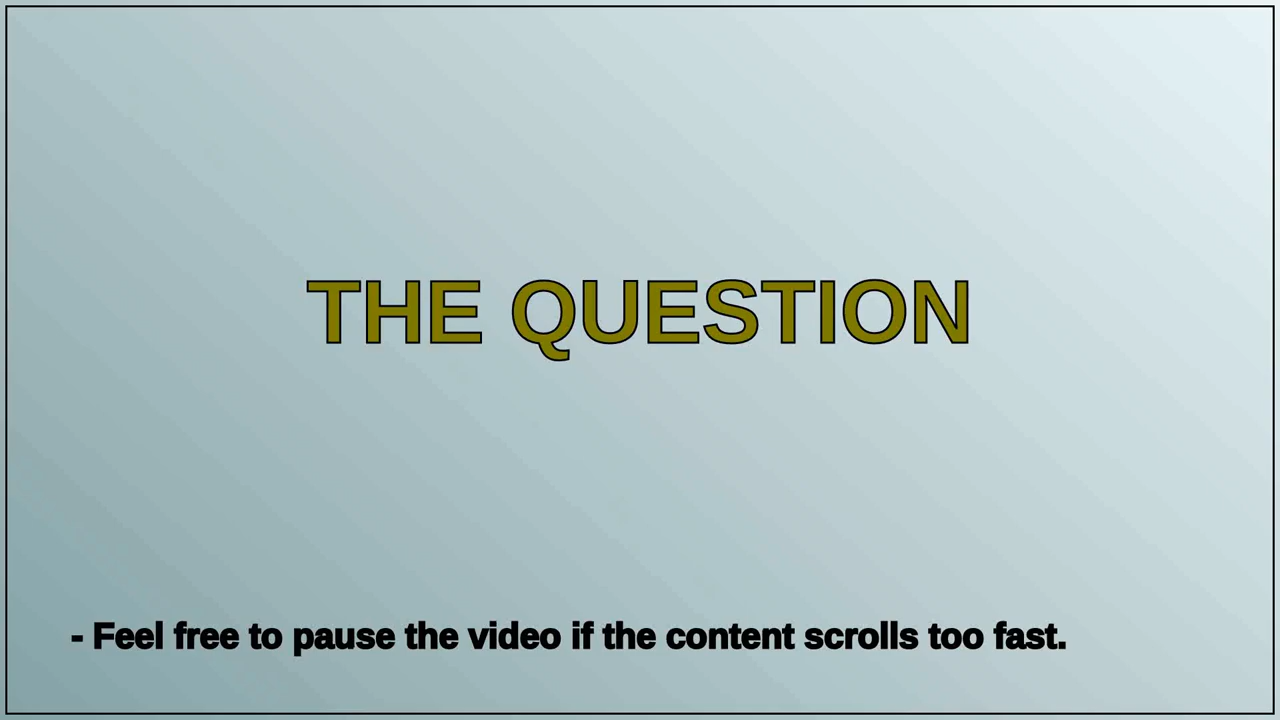 THE QUESTION
- Feel free to pause the video if the content scrolls too fast.